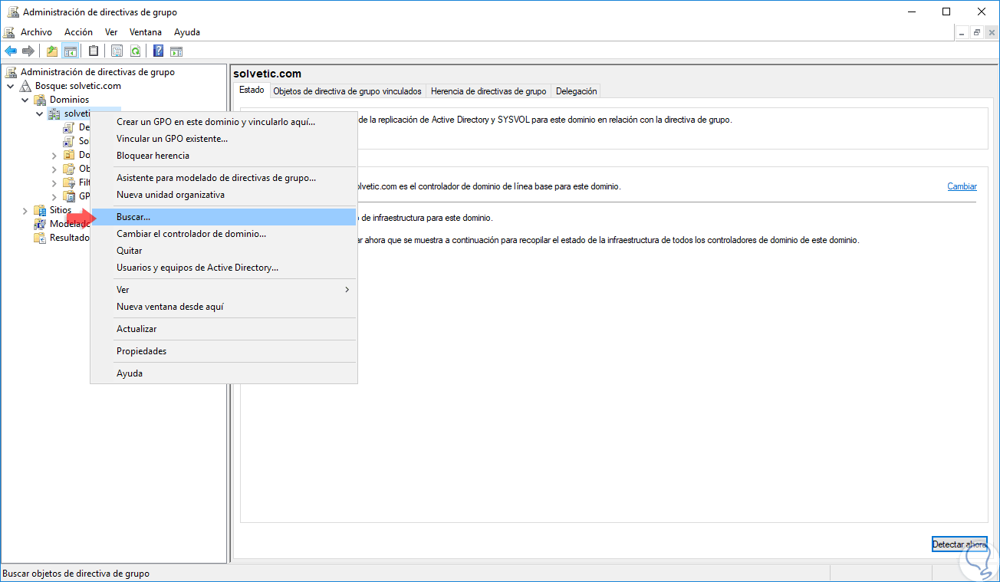 Administración de directivas de grupo
Archivo Acción Ver Ventana Ayuda
Administración de directivas de grupo
Bosque: solvetic.com
Dominios
solvetic
De
So
Do
Ob
Filt
GP
Sitios
Modelado
Resultado
Crear un GPO en este dominio y vincularlo aquí...
Vincular un GPO existente...
Bloquear herencia
Asistente para modelado de directivas de grupo...
Nueva unidad organizativa
Buscar...
Cambiar el controlador de dominio...
Quitar
Usuarios y equipos de Active Directory...
Ver
Nueva ventana desde aquí
Actualizar
Propiedades
Ayuda
solvetic.com
Estado Objetos de directiva de grupo vinculados Herencia de directivas de grupo Delegación
de la replicación de Active Directory y SYSVOL para este dominio en relación con la directiva de grupo.
olvetic.com es el controlador de dominio de línea base para este dominio. Cambiar
de infraestructura para este dominio.
ar ahora que se muestra a continuación para recopilar el estado de la infraestructura de todos los controladores de dominio de este dominio.
Detectar ahora
Buscar objetos de directiva de grupo